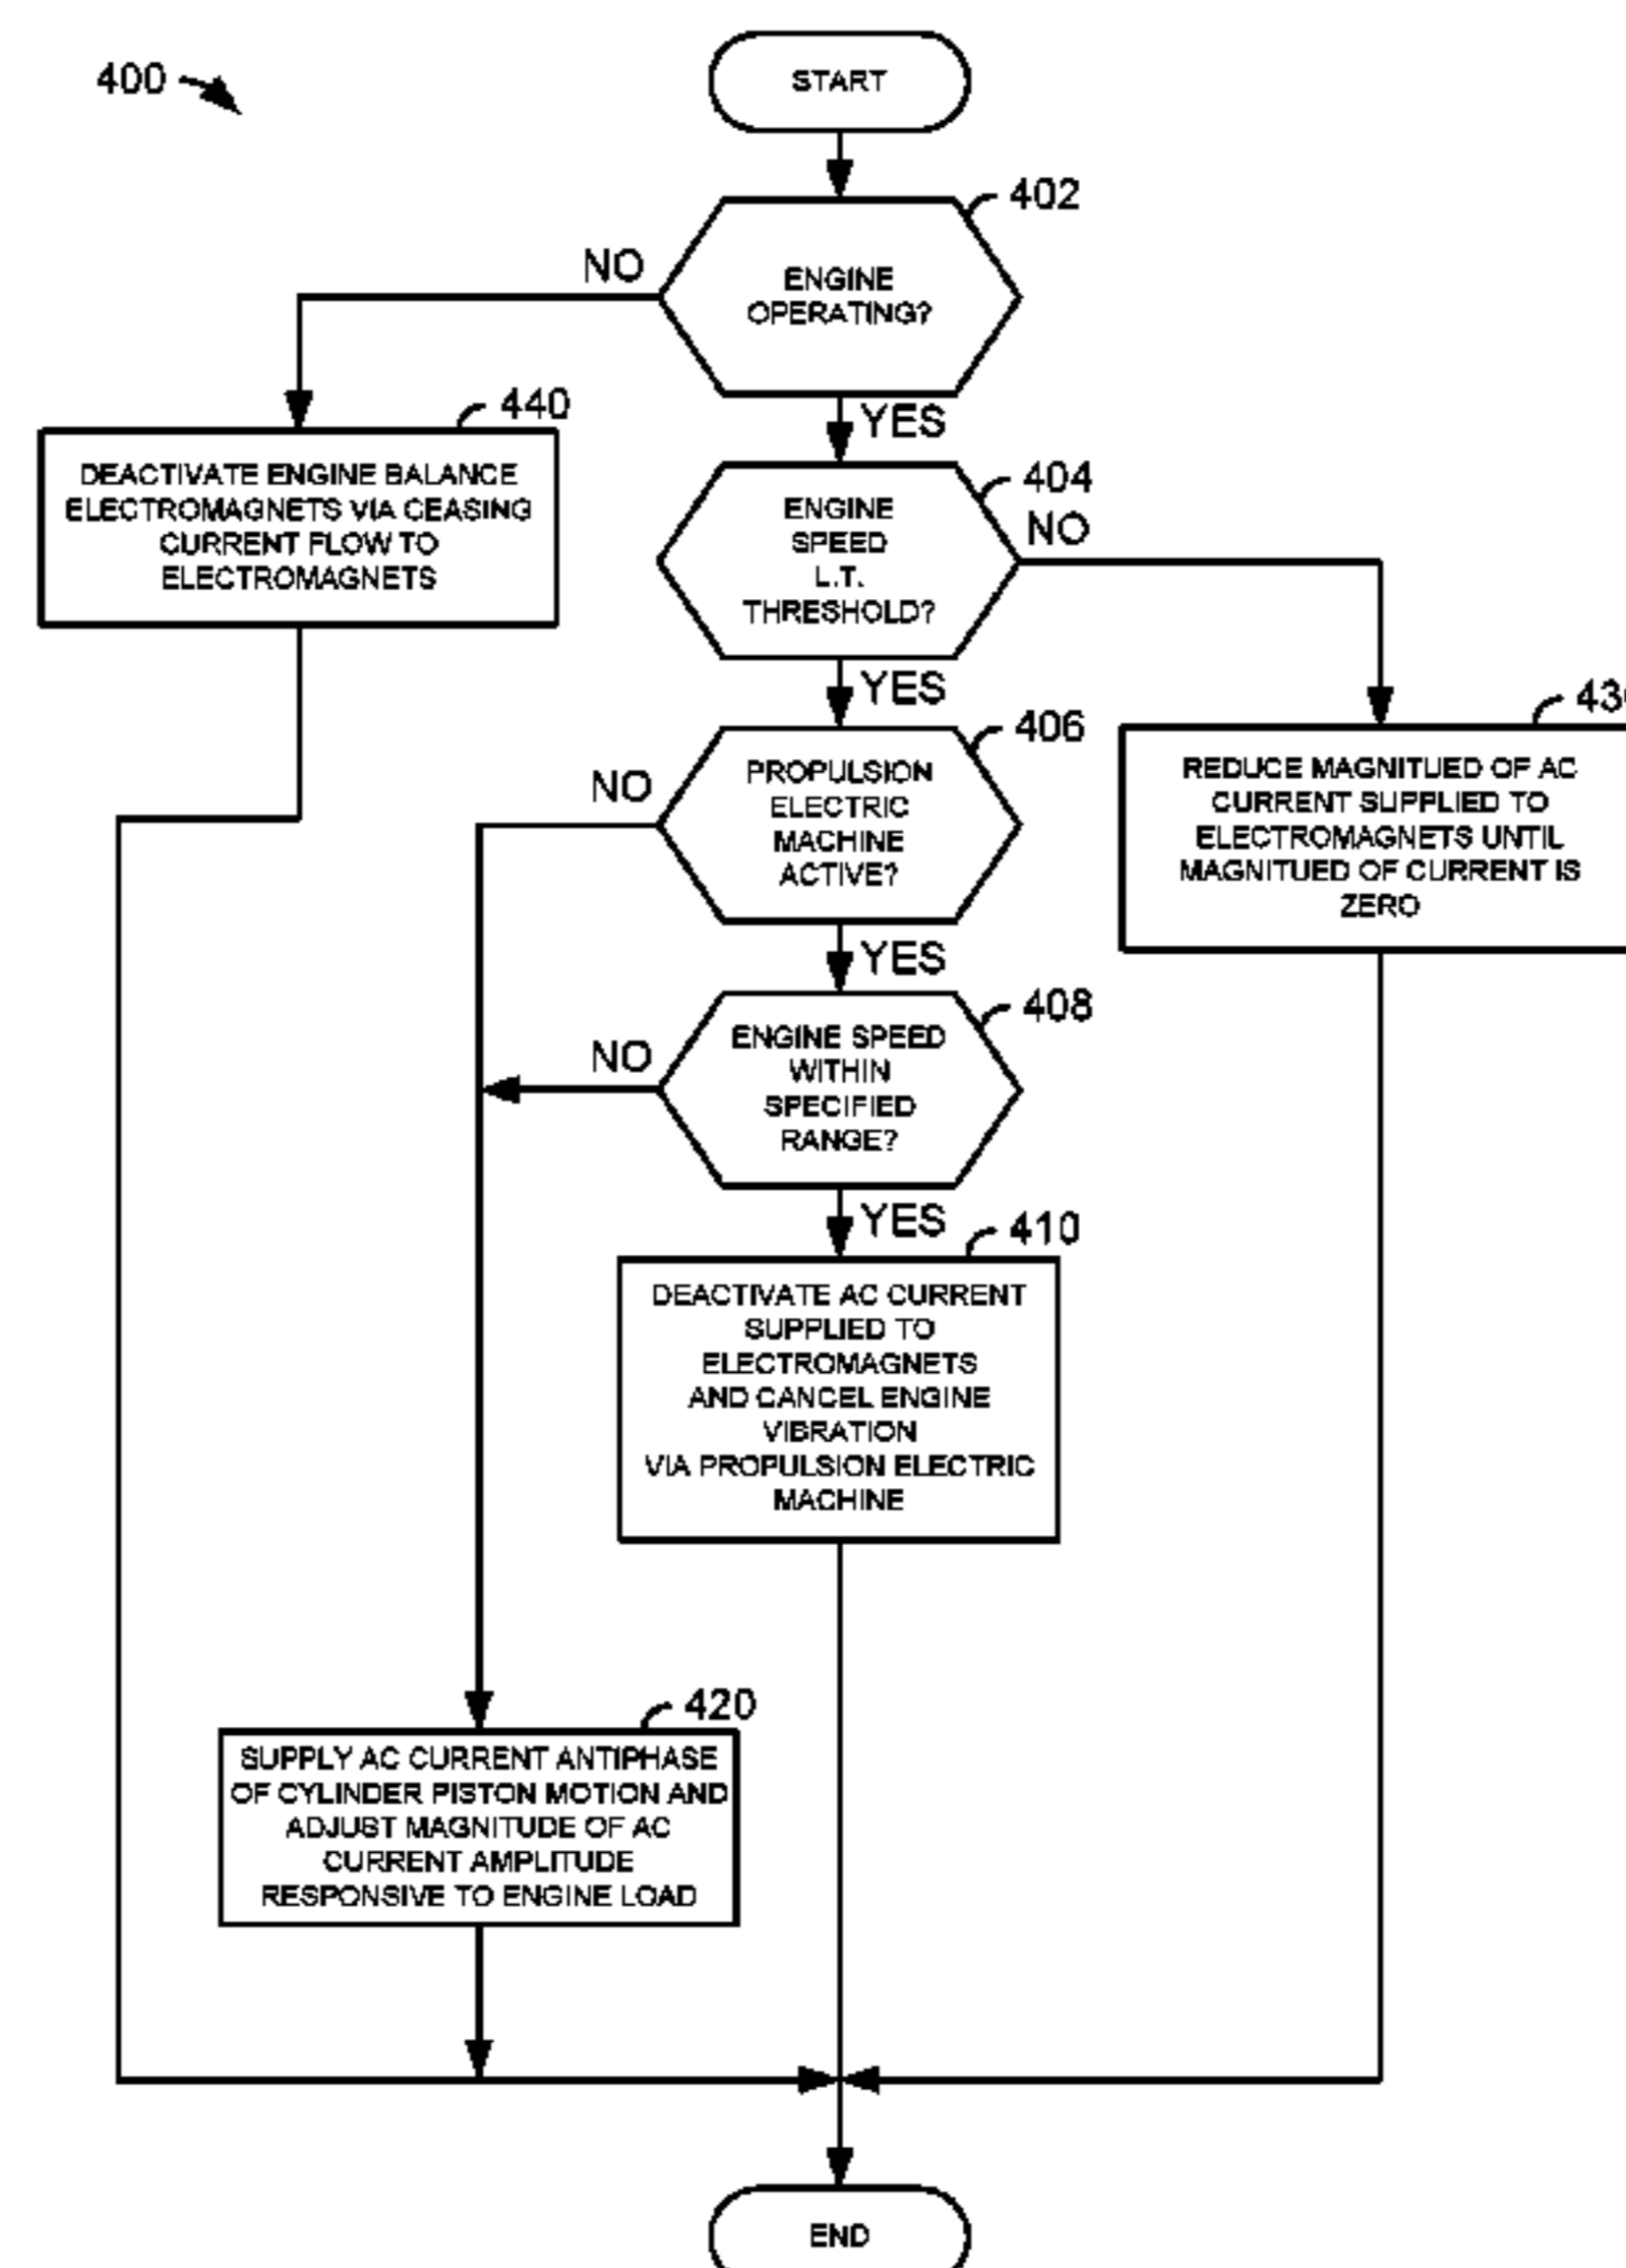 400
START
402
ENGINE
OPERATING?
NO
YES
440
DEACTIVATE ENGINE BALANCE
ELECTROMAGNETS VIA CEASING
CURRENT FLOW TO
ELECTROMAGNETS
404
ENGINE
SPEED
L.T.
THRESHOLD?
NO
YES
406
PROPULSION
ELECTRIC
MACHINE
ACTIVE?
NO
YES
REDUCE MAGNITUED OF AC
CURRENT SUPPLIED TO
ELECTROMAGNETS UNTIL
MAGNITUED OF CURRENT IS
ZERO
408
ENGINE SPEED
WITHIN
SPECIFIED
RANGE?
NO
YES
410
DEACTIVATE AC CURRENT
SUPPLIED TO
ELECTROMAGNETS
AND CANCEL ENGINE
VIBRATION
VIA PROPULSION ELECTRIC
MACHINE
420
SUPPLY AC CURRENT ANTIPHASE
OF CYLINDER PISTON MOTION AND
ADJUST MAGNITUDE OF AC
CURRENT AMPLITUDE
RESPONSIVE TO ENGINE LOAD
END